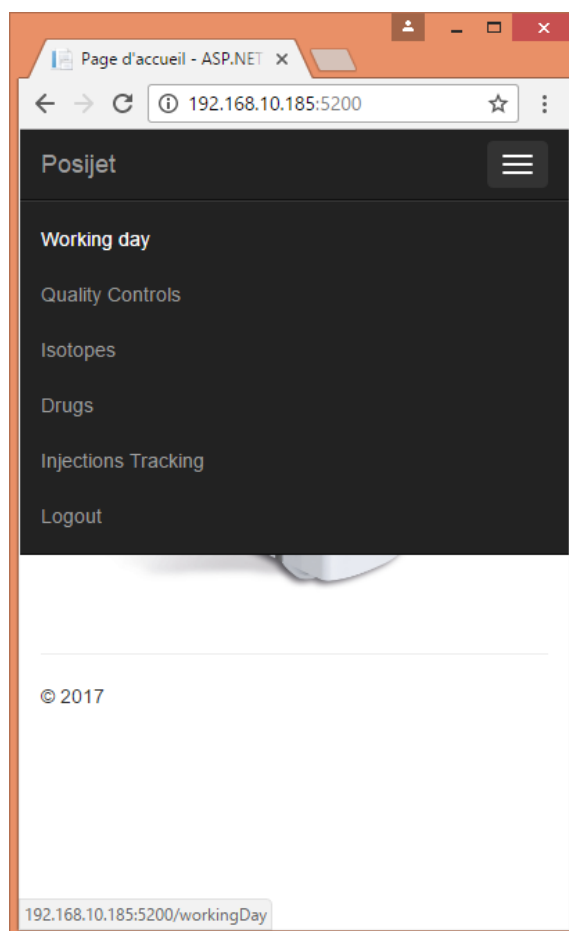 Page d'accueil - ASP.NET
192.168.10.185:5200
Posijet
Working day
Quality Controls
Isotopes
Drugs
Injections Tracking
Logout
© 2017
192.168.10.185:5200/workingDay